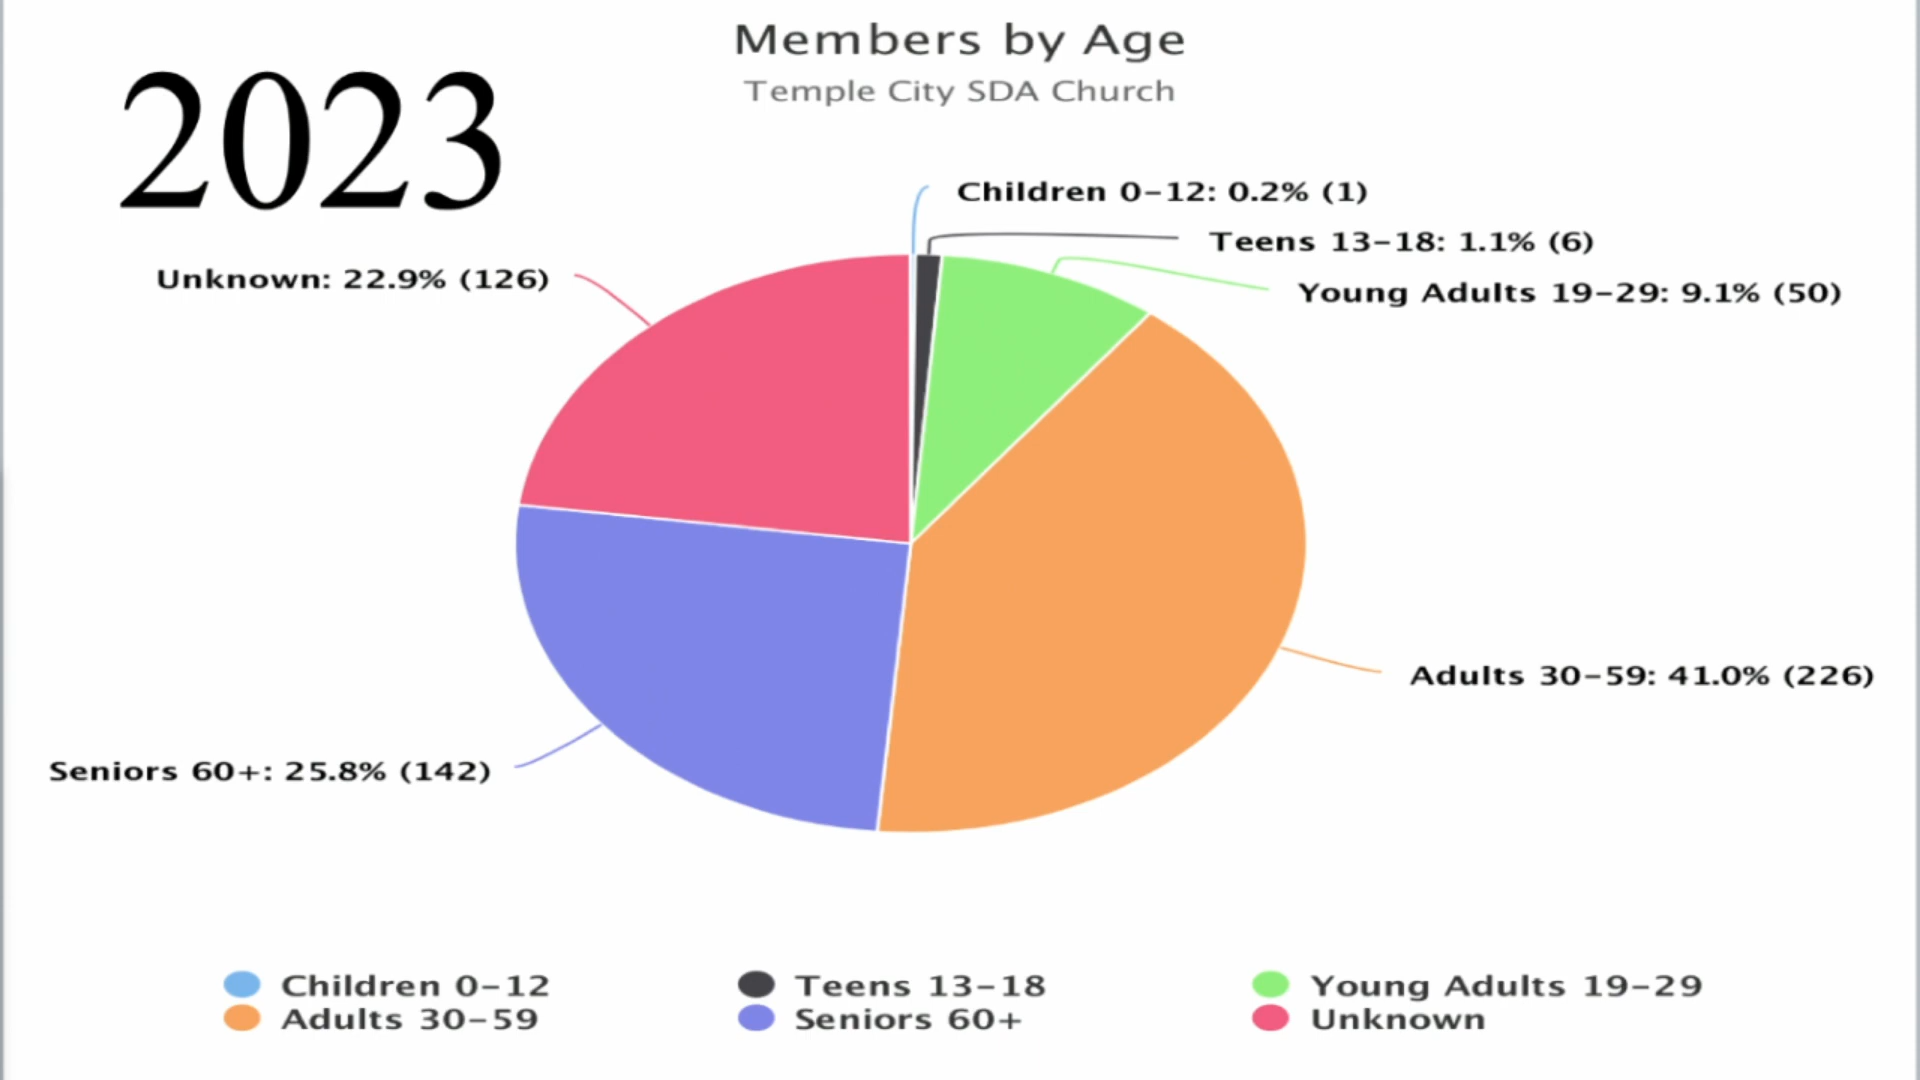 Members by Age
Temple City SDA Church
2023
Children 0-12: 0.2% (1)
Teens 13-18: 1.1% (6)
Unknown: 22.9% (126)
Young Adults 19-29: 9.1% (50)
Adults 30-59: 41.0% (226)
Seniors 60+: 25.8% (142)
Children 0-12
Teens 13-18
Young Adults 19-29
Adults 30-59
Seniors 60+
Unknown